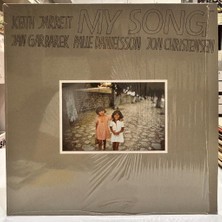 KEITH JARRETT MY SONG
JAN GARBAREK PALLE DANIELSSON JON CHRISTENSEN